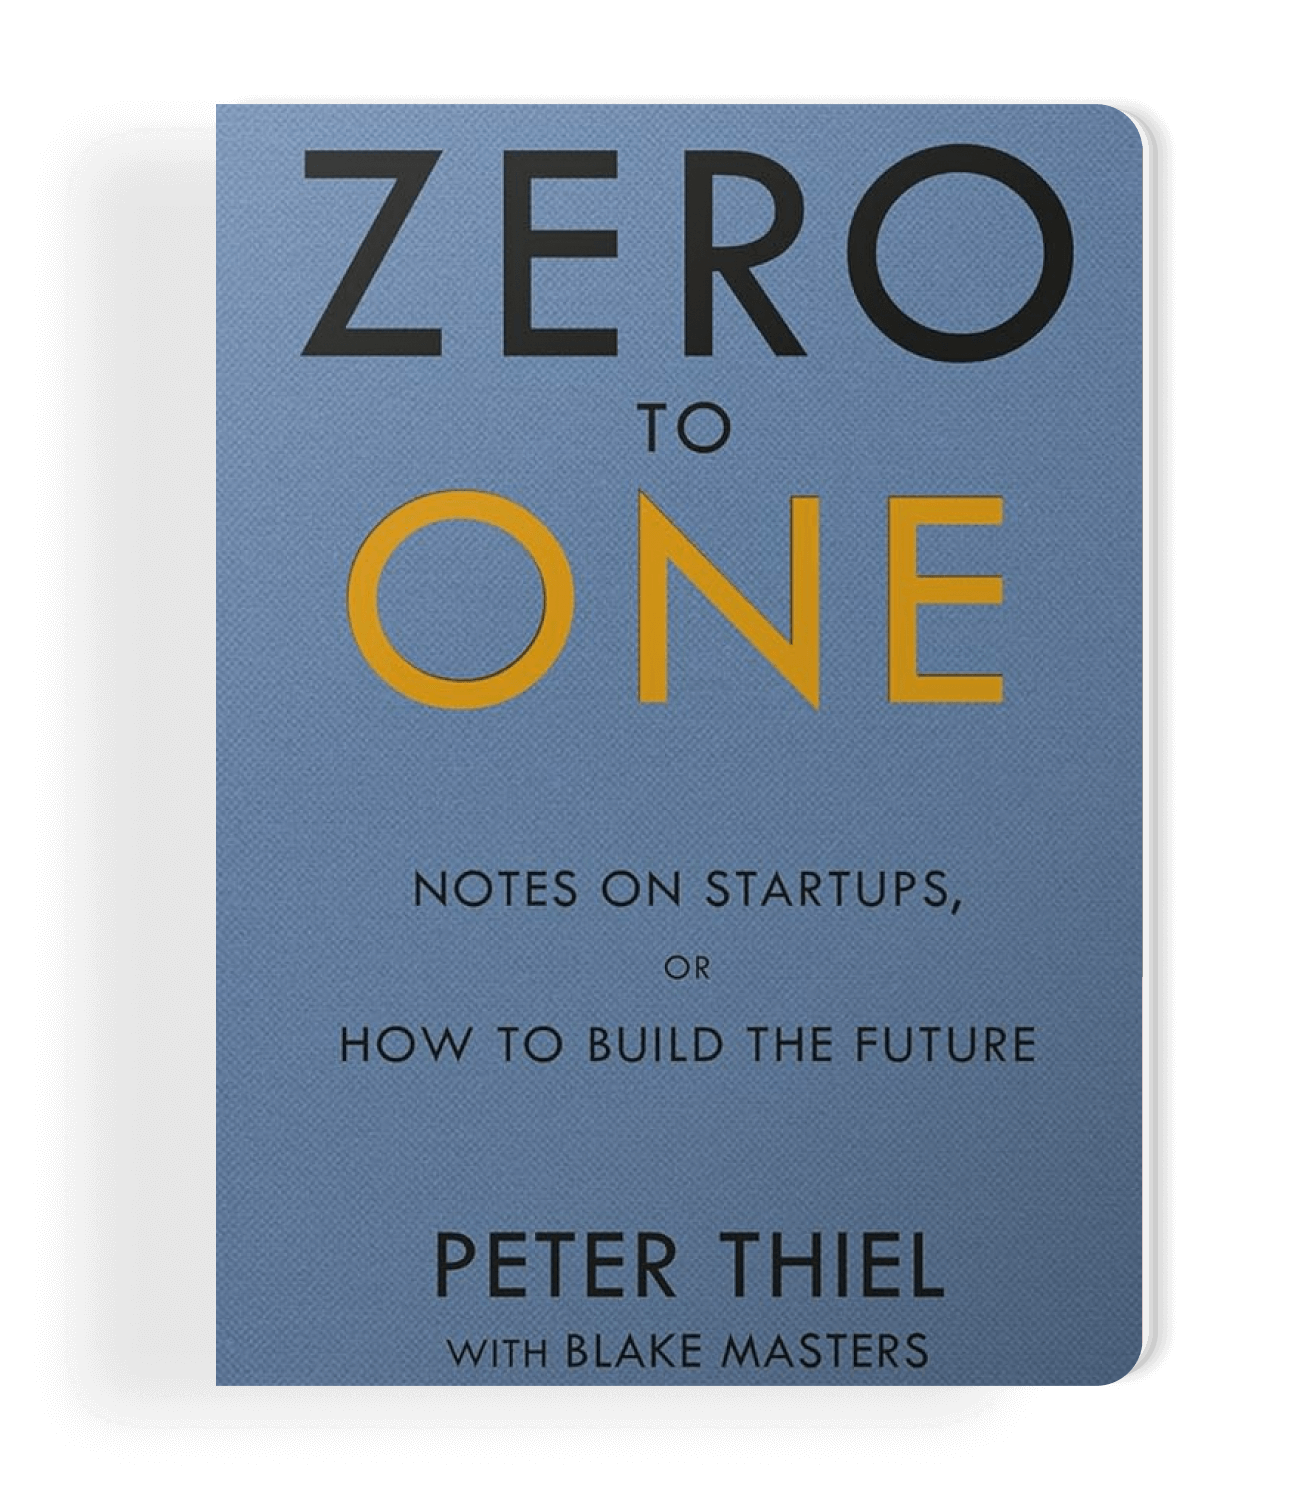 ZERO
TO
ONE
NOTES ON STARTUPS,
OR
HOW TO BUILD THE FUTURE
PETER THIEL
WITH BLAKE MASTERS